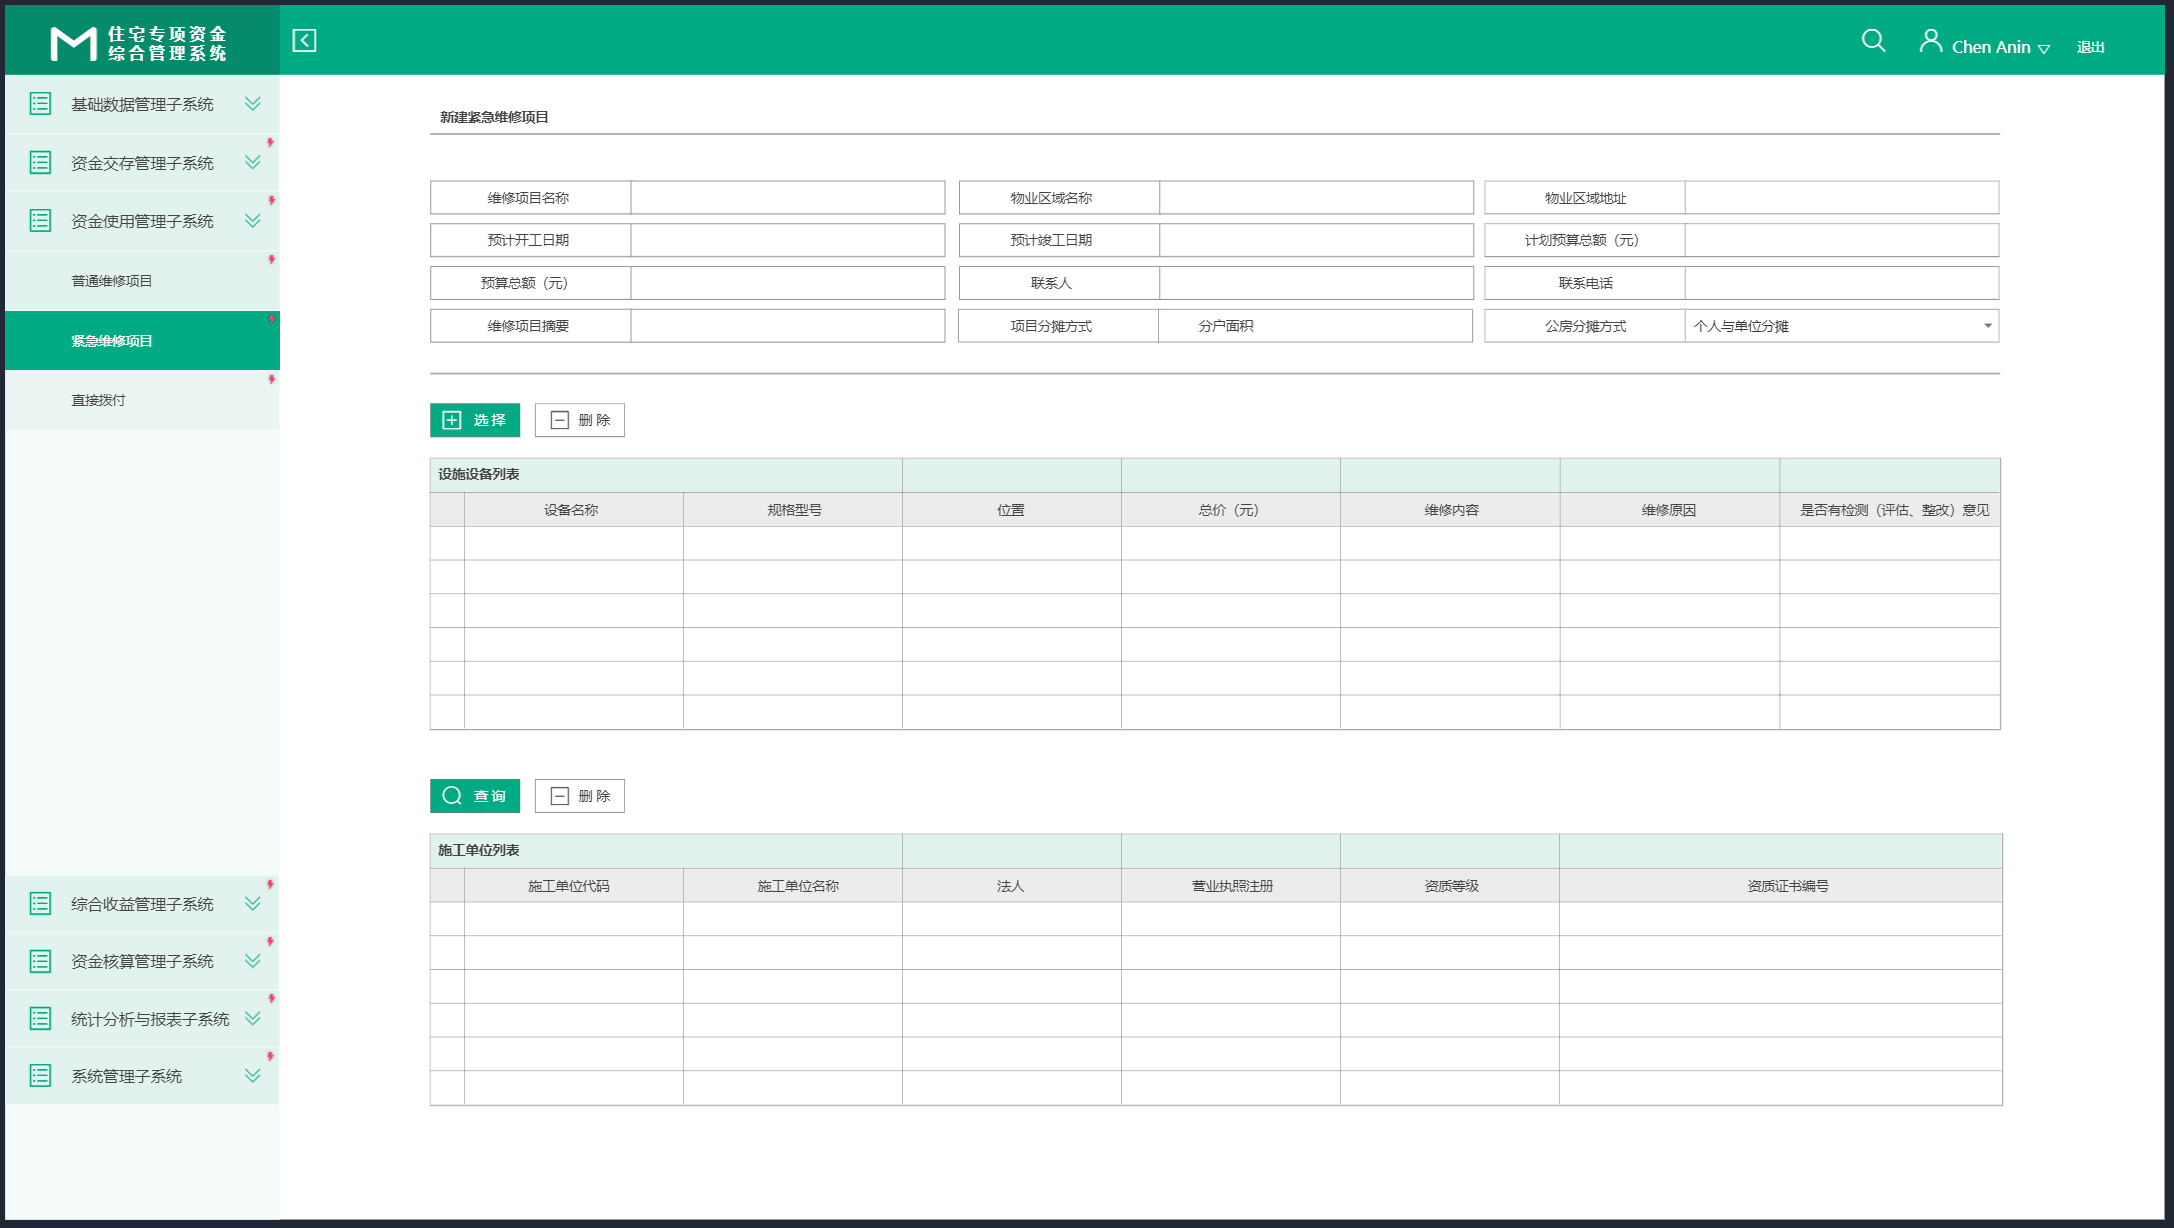 住宅专项资金
综合管理系统
Chen Anin
退出
基础数据管理子系统
资金交存管理子系统
资金使用管理子系统
普通维修项目
紧急维修项目
直接拨付
综合收益管理子系统
资金核算管理子系统
统计分析与报表子系统
系统管理子系统
新建紧急维修项目
维修项目名称 物业区域名称 物业区域地址
预计开工日期 预计竣工日期 计划预算总额（元）
预算总额（元） 联系人 联系电话
维修项目摘要 项目分摊方式 分户面积 公房分摊方式 个人与单位分摊
选择 删除
设施设备列表
设备名称 规格型号 位置 总价（元） 维修内容 维修原因 是否有检测（评估、整改）意见
查询 删除
施工单位列表
施工单位代码 施工单位名称 法人 营业执照注册 资质等级 资质证书编号